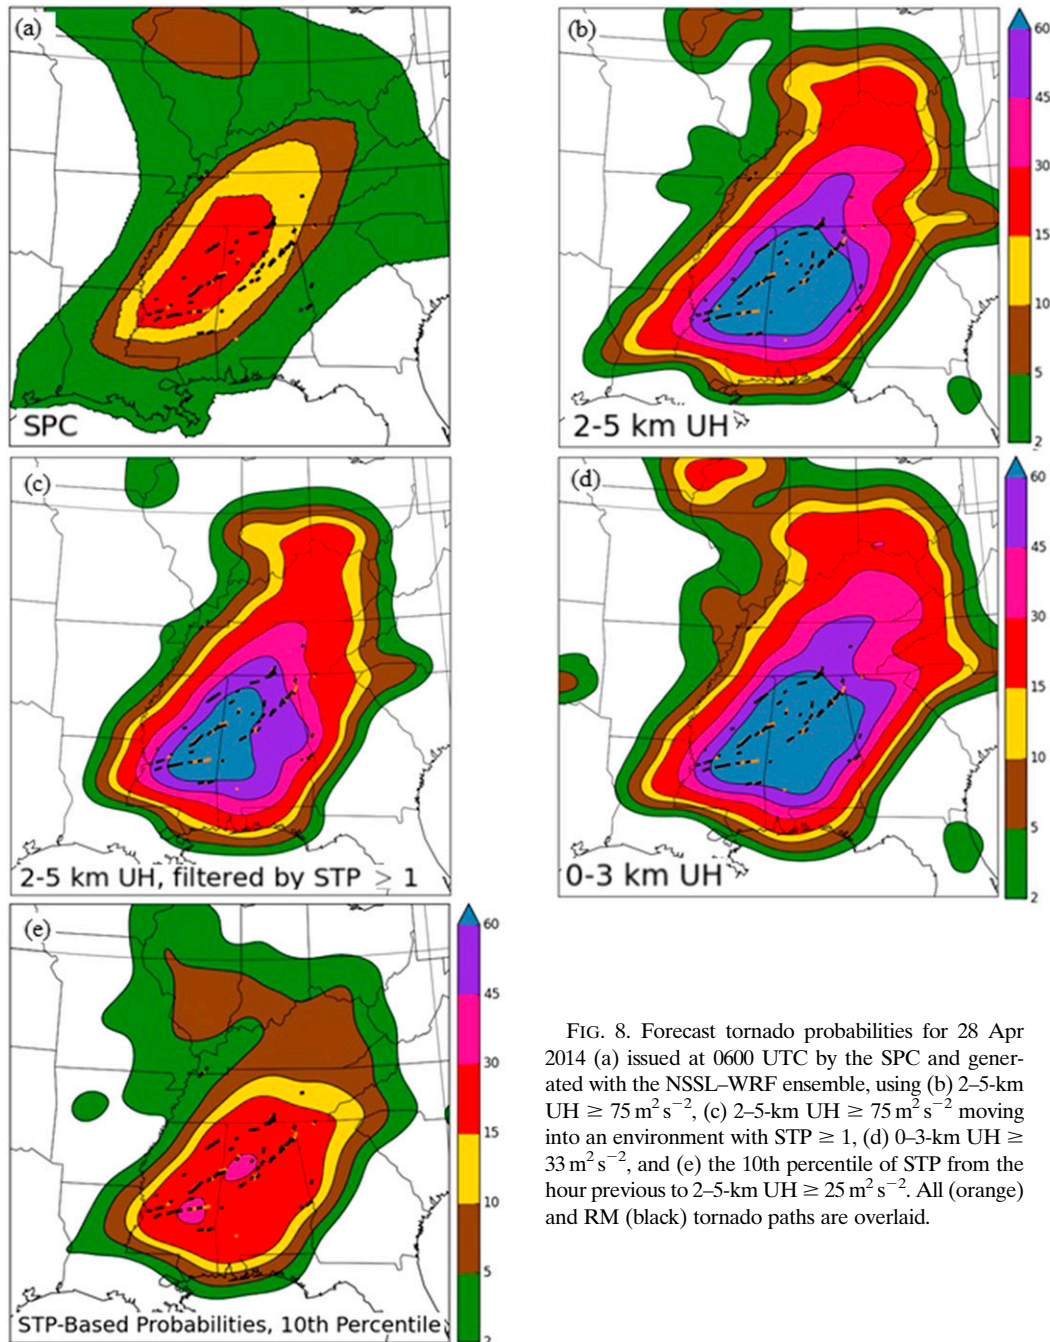 (a)
SPC
(b)
2-5 km UH
60
45
30
15
10
5
2
(c)
2-5 km UH, filtered by STP ≥ 1
(d)
0-3 km UH
60
45
30
15
10
5
2
(e)
STP-Based Probabilities, 10th Percentile
60
45
30
15
10
5
2
FIG. 8. Forecast tornado probabilities for 28 Apr
2014 (a) issued at 0600 UTC by the SPC and gener-
ated with the NSSL–WRF ensemble, using (b) 2–5-km
UH ≥ 75 m² s⁻², (c) 2–5-km UH ≥ 75 m² s⁻² moving
into an environment with STP ≥ 1, (d) 0–3-km UH ≥
33 m² s⁻², and (e) the 10th percentile of STP from the
hour previous to 2–5-km UH ≥ 25 m² s⁻². All (orange)
and RM (black) tornado paths are overlaid.